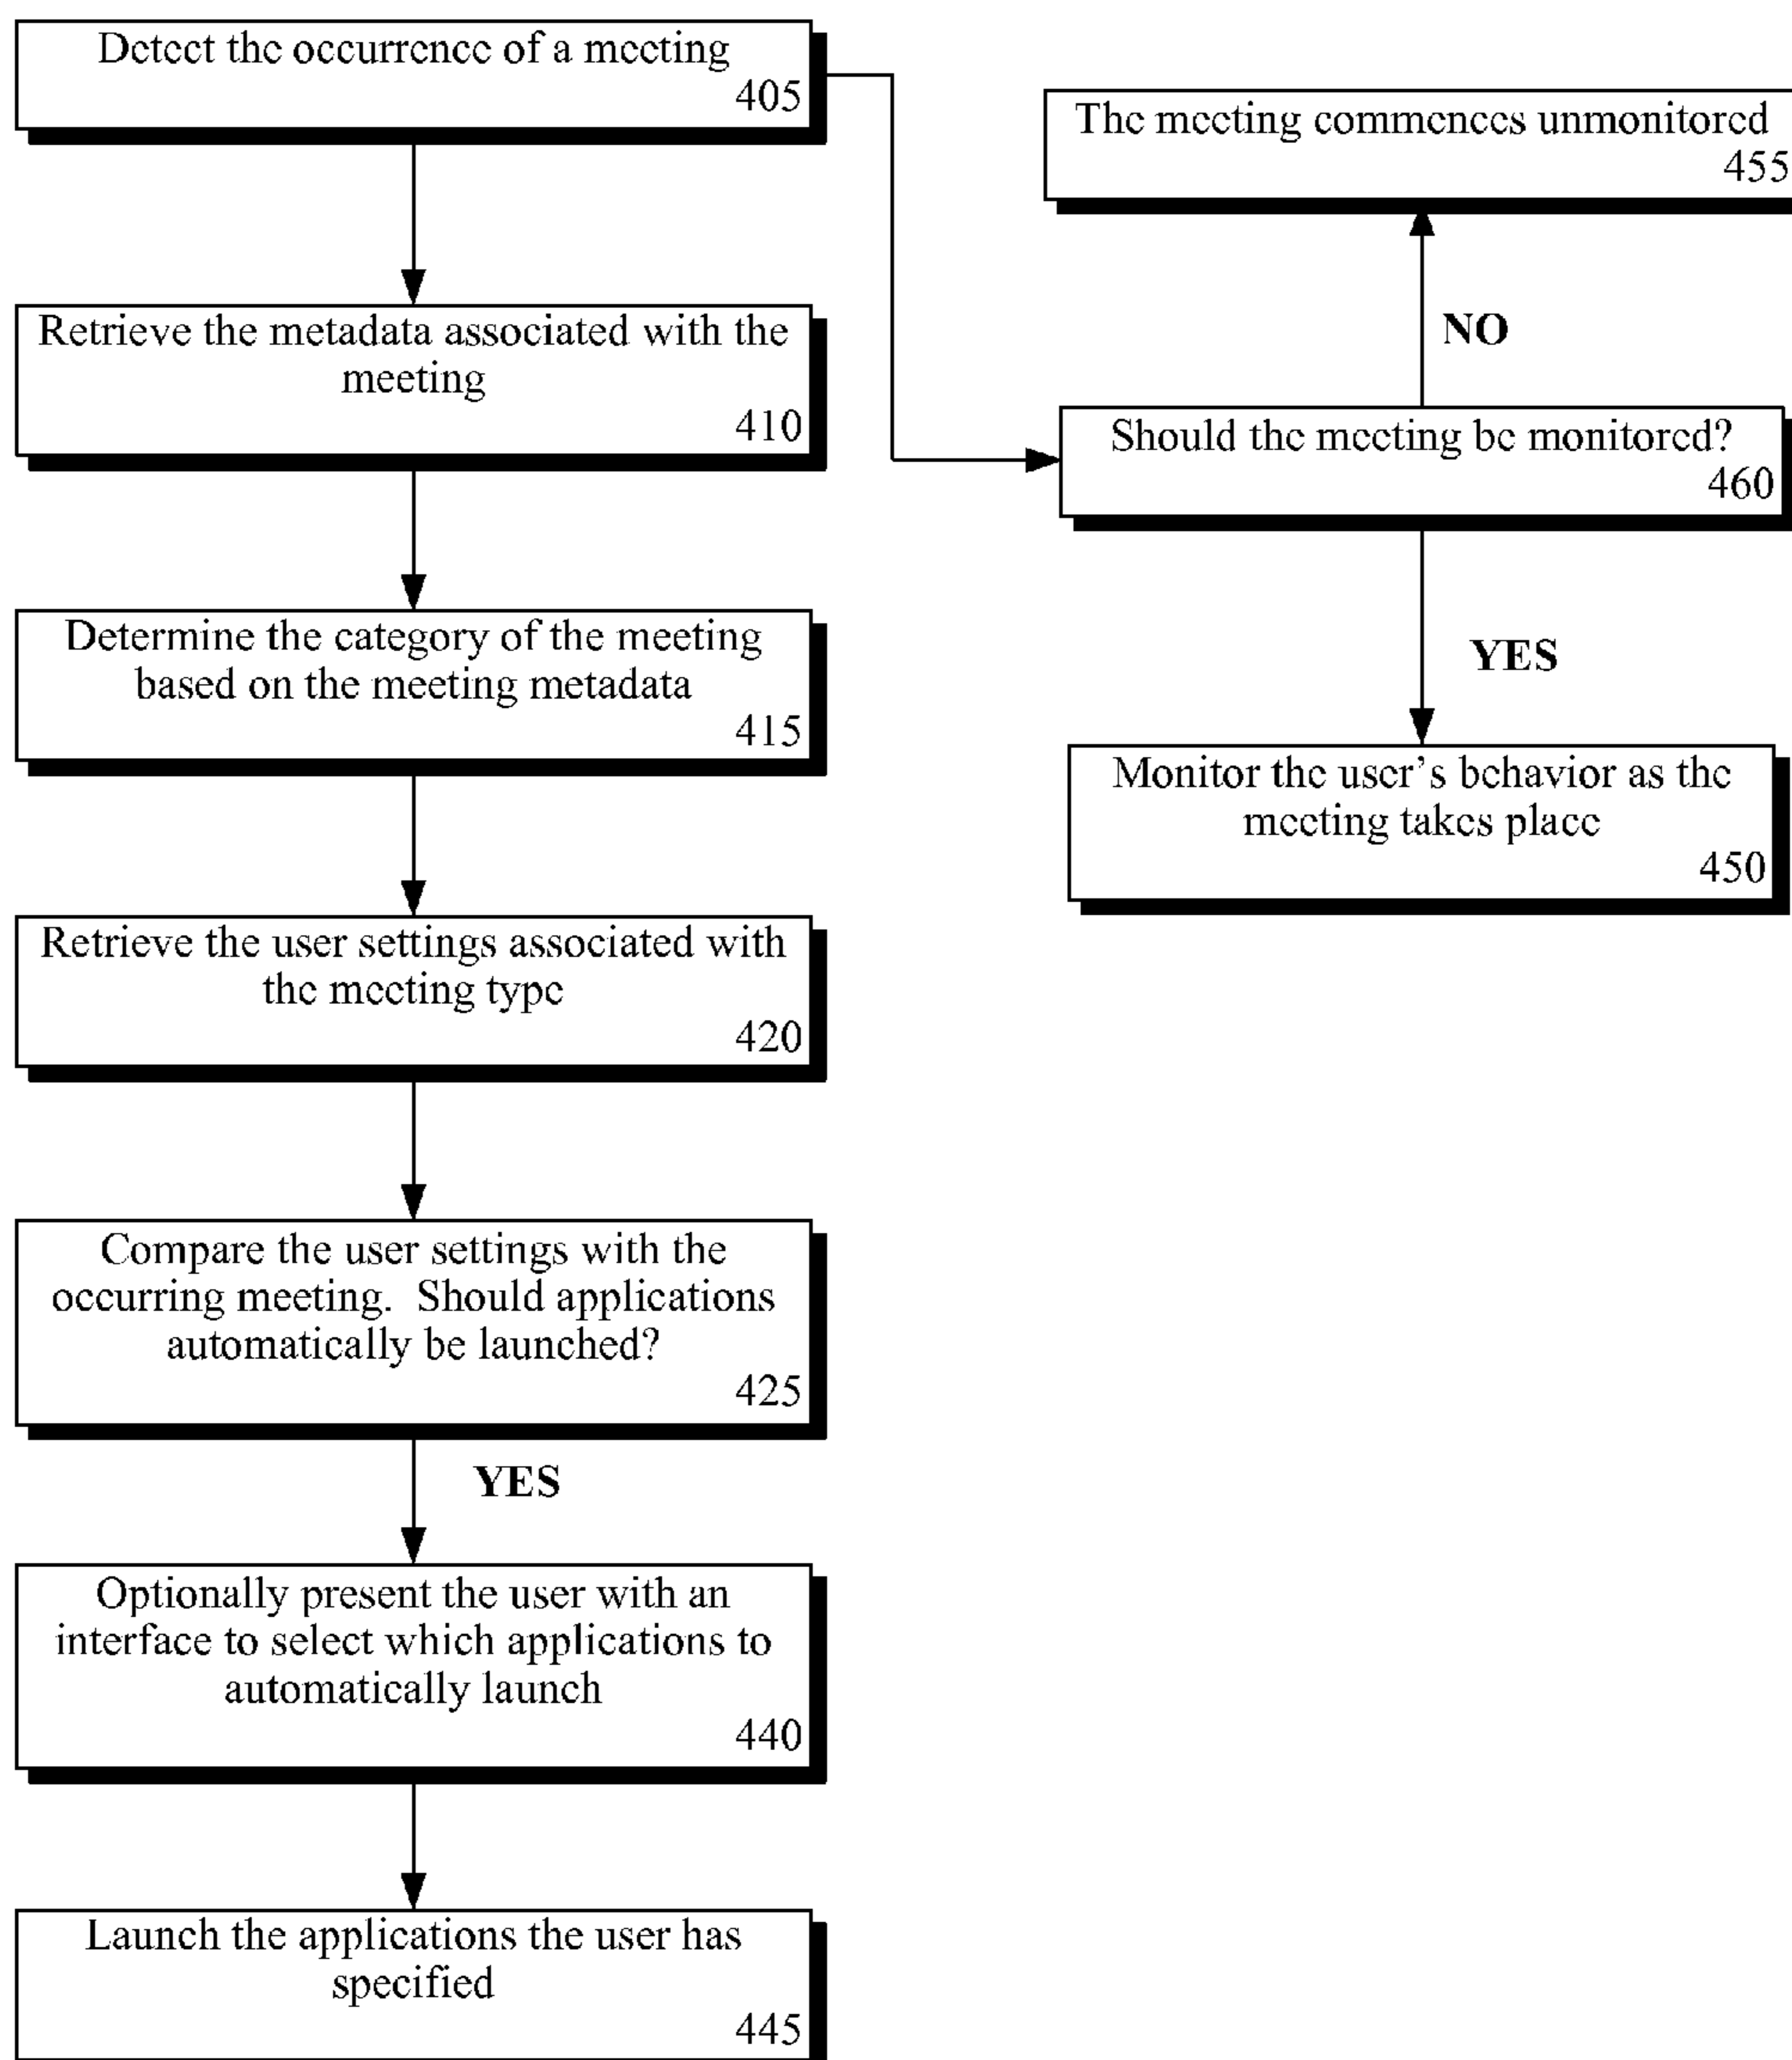 Detect the occurrence of a meeting
405
Retrieve the metadata associated with the
meeting
410
Determine the category of the meeting
based on the meeting metadata
415
Retrieve the user settings associated with
the meeting type
420
Compare the user settings with the
occurring meeting.  Should applications
automatically be launched?
425
YES
Optionally present the user with an
interface to select which applications to
automatically launch
440
Launch the applications the user has
specified
445
The meeting commences unmonitored
455
NO
Should the meeting be monitored?
460
YES
Monitor the user's behavior as the
meeting takes place
450